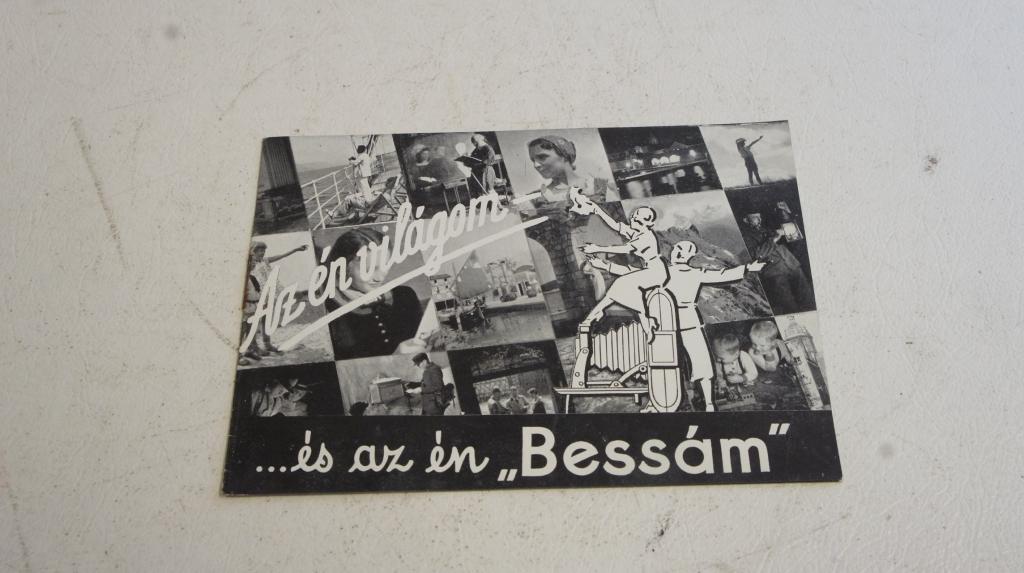 Az én világom –
...és az én „Bessám”